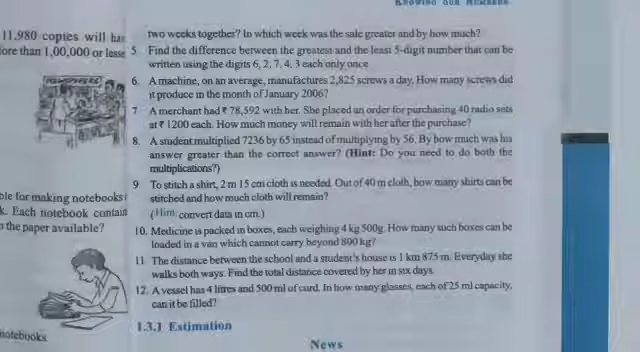 KNOWING OUR NUMBERS
11,980 copies will
ore than 1,00,000 or
ble for making notebooks
k. Each notebook
the paper available?
notebooks
NEWSPAPERS
two weeks together? In which week was the sale greater and by how much?
5. Find the difference between the greatest and the least 5-digit number that can be
written using the digits 6, 2, 7, 4, 3 each only once
6. A machine, on an average, manufactures 2,825 screws a day. How many screws did
it produce in the month of January 2006?
7 A merchant had ₹ 78,592 with her. She placed an order for purchasing 40 radio sets
at ₹ 1200 each. How much money will remain with her after the purchase?
8. A student multiplied 7236 by 65 instead of multiplying by 56. By how much was his
answer greater than the correct answer? (Hint: Do you need to do both the
multiplications?)
9 To stitch a shirt, 2 m 15 cm cloth is needed. Out of 40 m cloth, how many shirts can be
stitched and how much cloth will remain?
(Hint: convert data in cm.)
10. Medicine is packed in boxes, each weighing 4 kg 500g. How many such boxes can be
loaded in a van which cannot carry beyond 800 kg?
11 The distance between the school and a student's house is 1 km 875 m. Everyday she
walks both ways. Find the total distance covered by her in six days.
12. A vessel has 4 litres and 500 ml of curd. In how many glasses, each of 25 ml capacity,
can it be filled?
1.3.1 Estimation
News